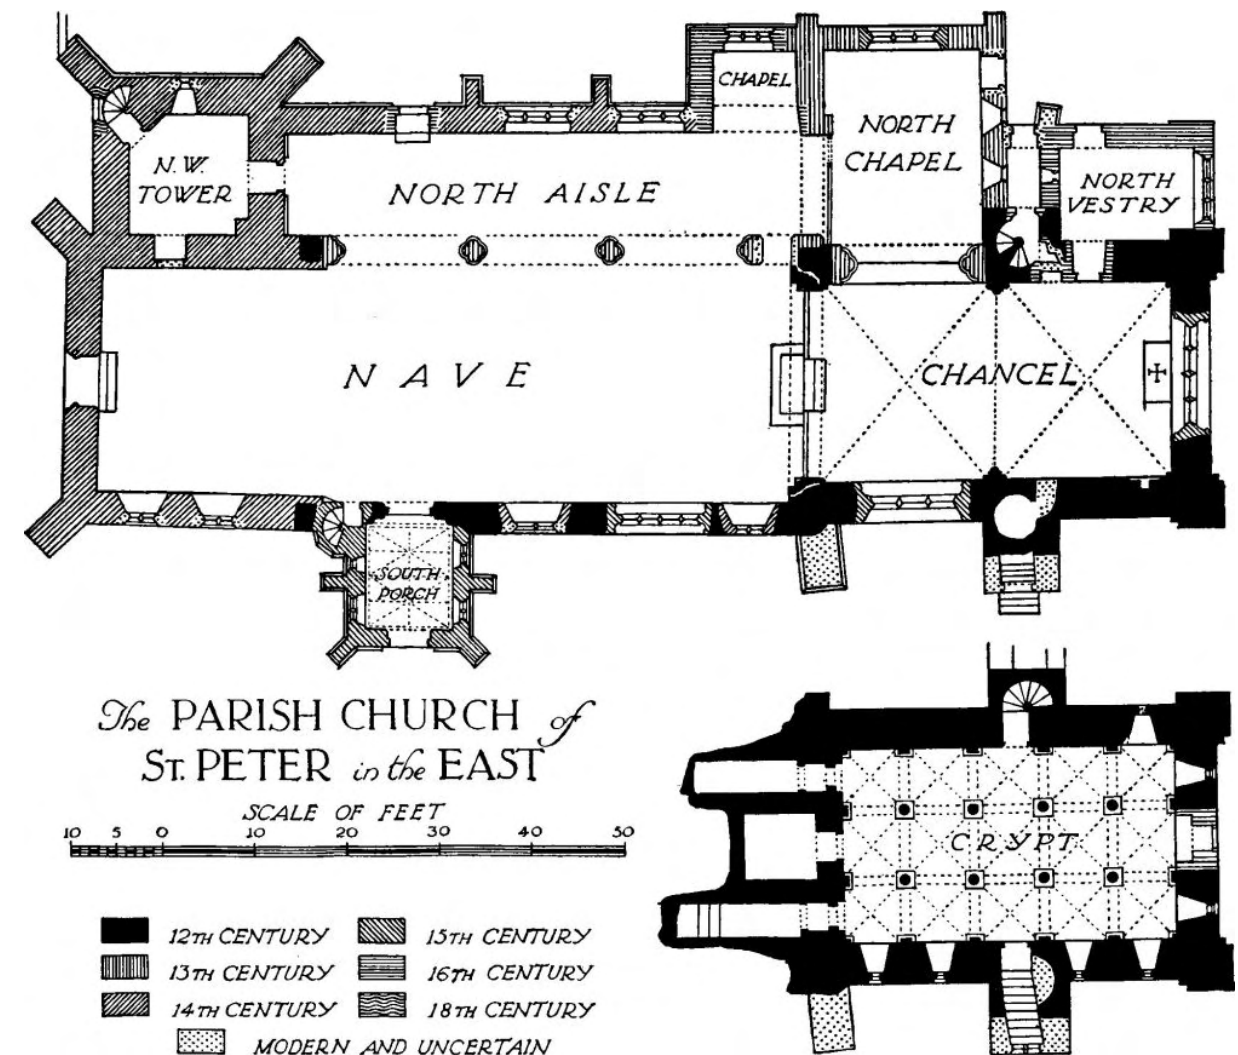 CHAPEL
NORTH
CHAPEL
N.W.
TOWER
NORTH AISLE
NORTH
VESTRY
NAVE
CHANCEL
SOUTH
PORCH
The PARISH CHURCH of
ST. PETER in the EAST
SCALE OF FEET
10 5 0 10 20 30 40 50
CRYPT
12TH CENTURY
15TH CENTURY
13TH CENTURY
16TH CENTURY
14TH CENTURY
18TH CENTURY
MODERN AND UNCERTAIN